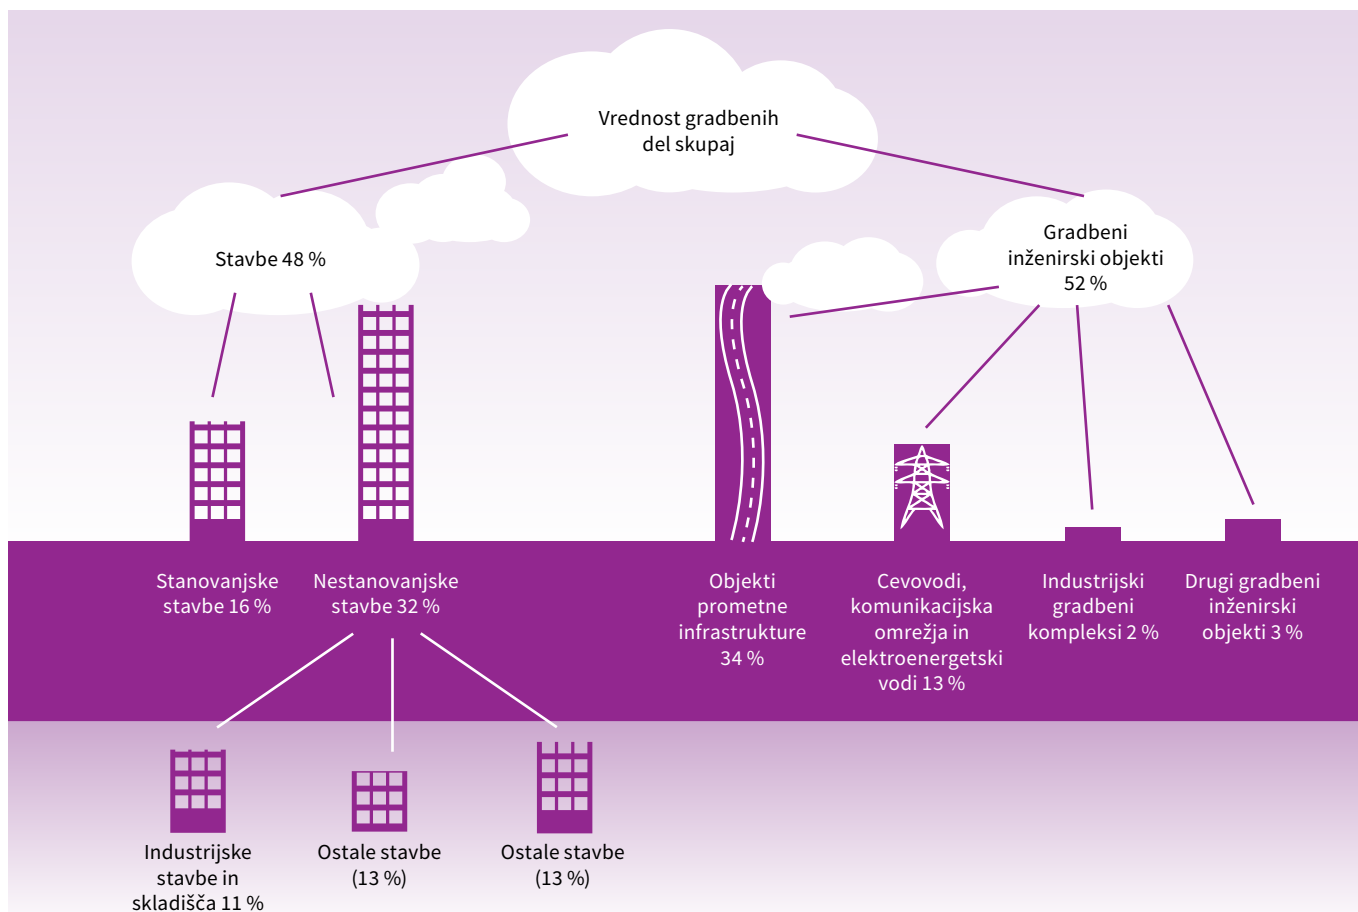 Vrednost gradbenih
del skupaj
Stavbe 48 %
Gradbeni
inženirski objekti
52 %
Stanovanjske
stavbe 16 %
Nestanovanjske
stavbe 32 %
Objekti
prometne
infrastrukture
34 %
Cevovodi,
komunikacijska
omrežja in
elektroenergetski
vodi 13 %
Industrijski
gradbeni
kompleksi 2 %
Drugi gradbeni
inženirski
objekti 3 %
Industrijske
stavbe in
skladišča 11 %
Ostale stavbe
(13 %)
Ostale stavbe
(13 %)